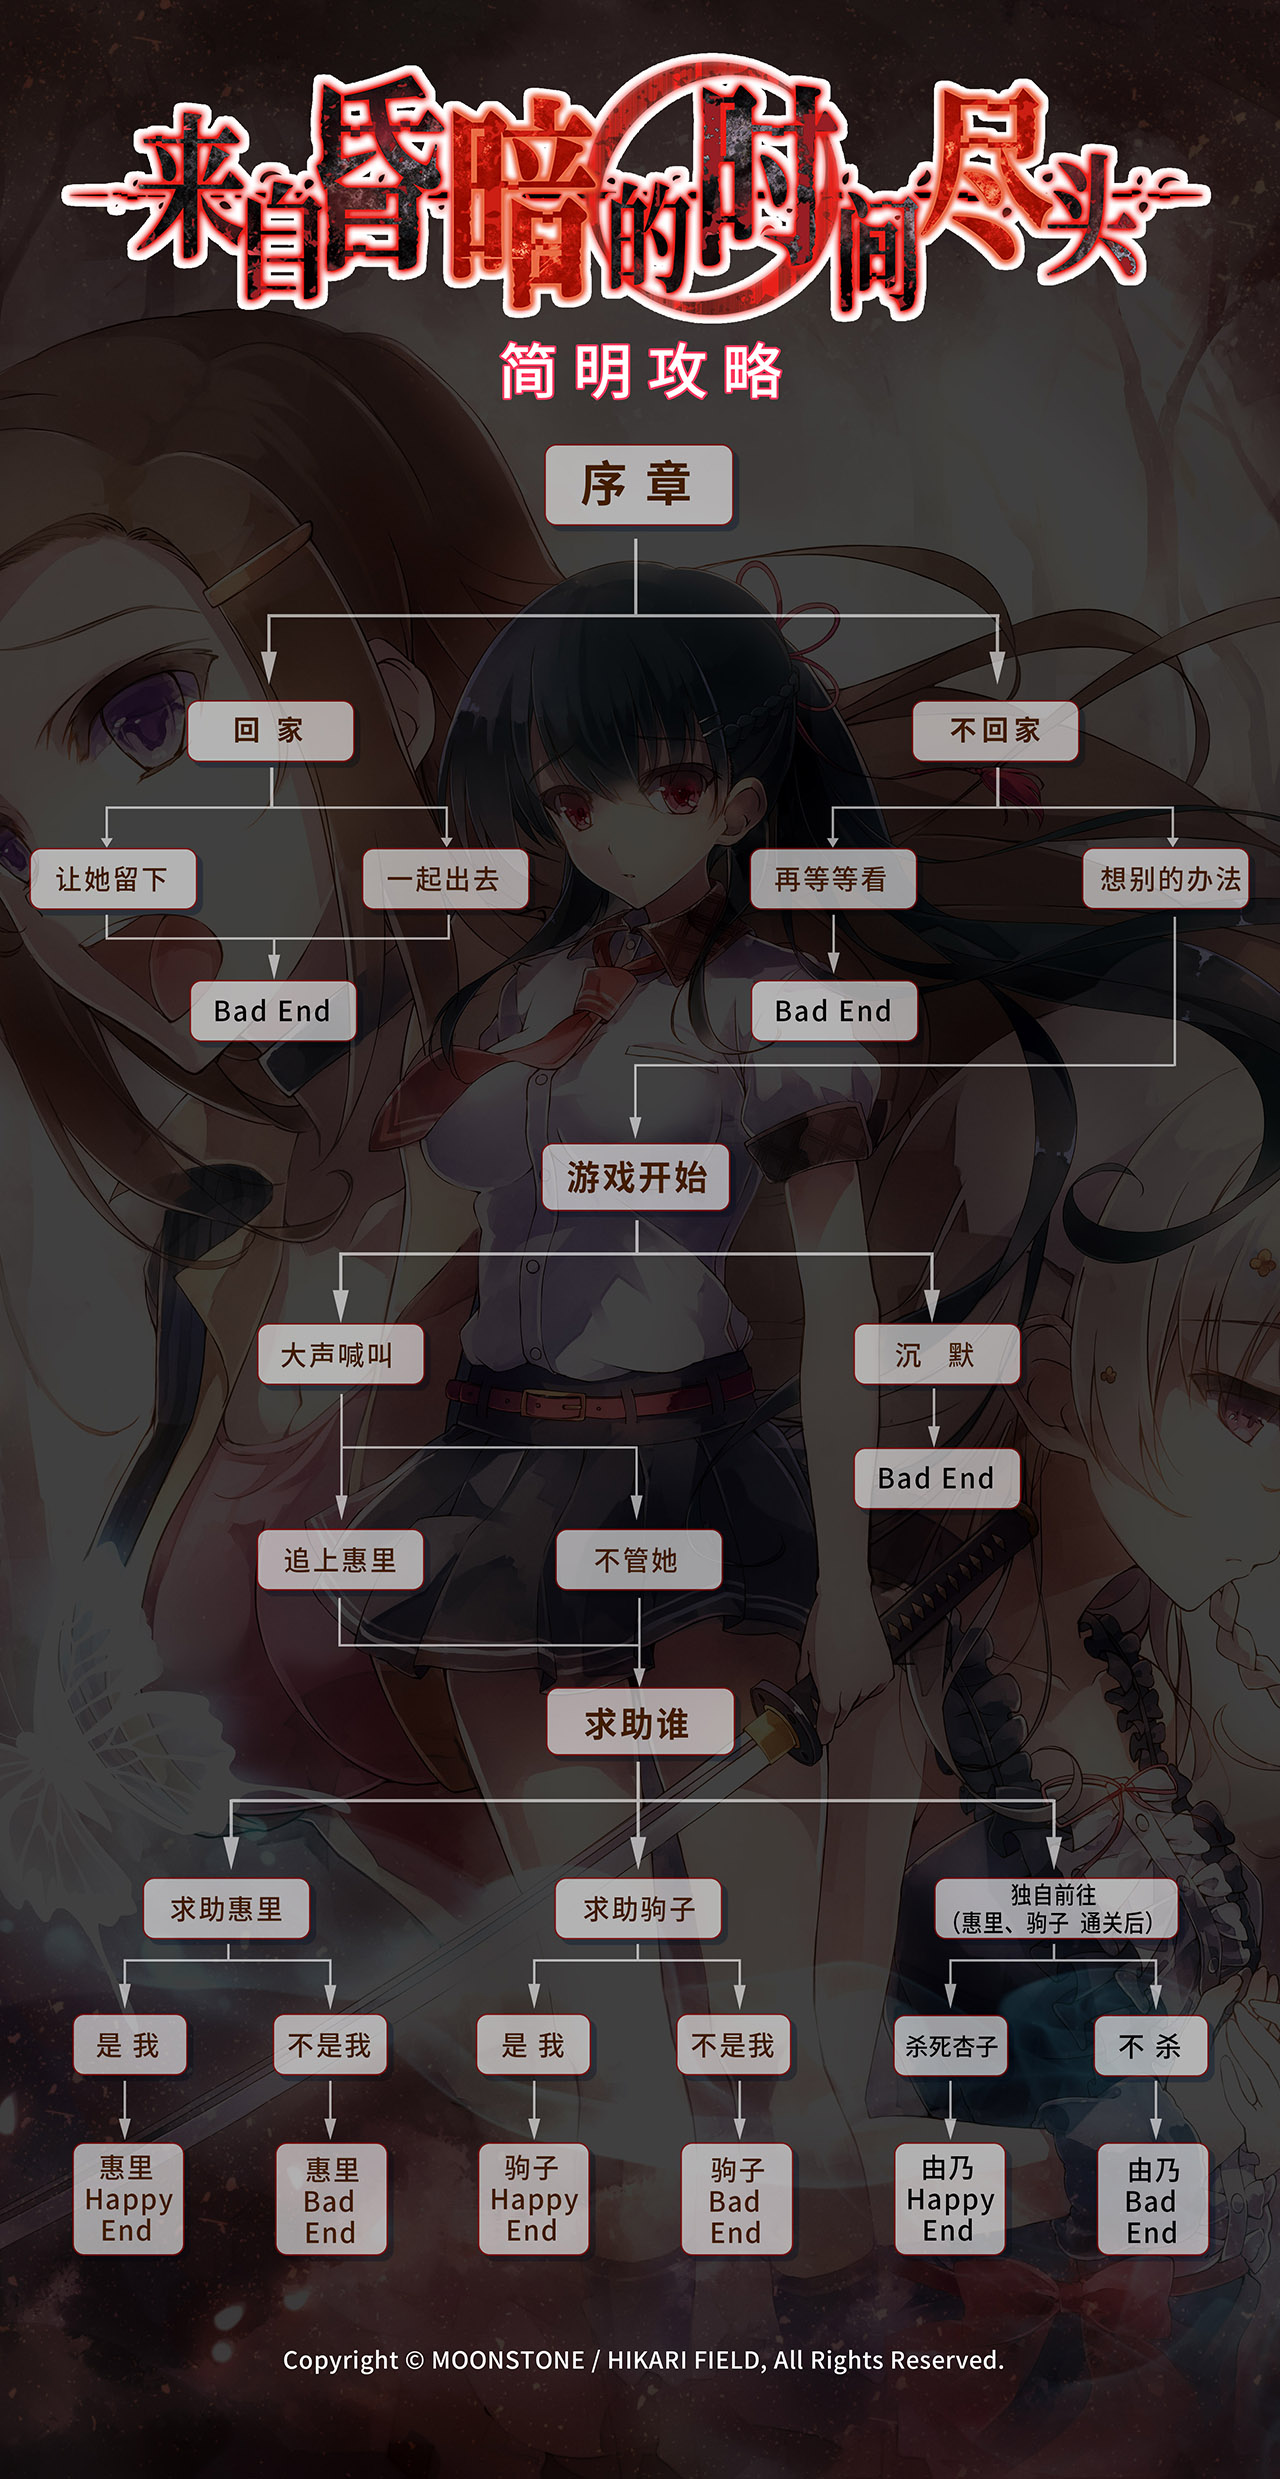 来自昏暗的时间尽头
简明攻略
序章
回家
不回家
让她留下
一起出去
再等等看
想别的办法
Bad End
Bad End
游戏开始
大声喊叫
沉默
Bad End
追上惠里
不管她
求助谁
求助惠里
求助驹子
独自前往
（惠里、驹子 通关后）
是我
不是我
是我
不是我
杀死杏子
不杀
惠里
Happy
End
惠里
Bad
End
驹子
Happy
End
驹子
Bad
End
由乃
Happy
End
由乃
Bad
End
Copyright © MOONSTONE / HIKARI FIELD, All Rights Reserved.